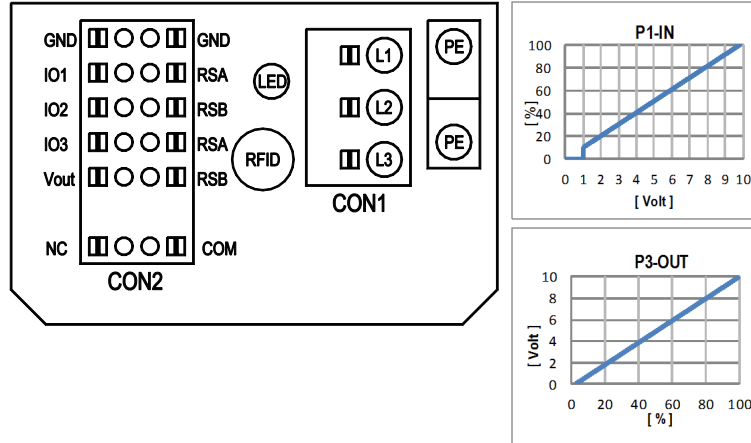 GND GND
IO1 RSA
IO2 RSB
IO3 RSA
Vout RSB
NC COM
CON2
LED
RFID
L1
L2
L3
CON1
PE
PE
P1-IN
[ % ]
100
80
60
40
20
0
0 1 2 3 4 5 6 7 8 9 10
[ Volt ]
P3-OUT
[ Volt ]
10
8
6
4
2
0
0 20 40 60 80 100
[ % ]